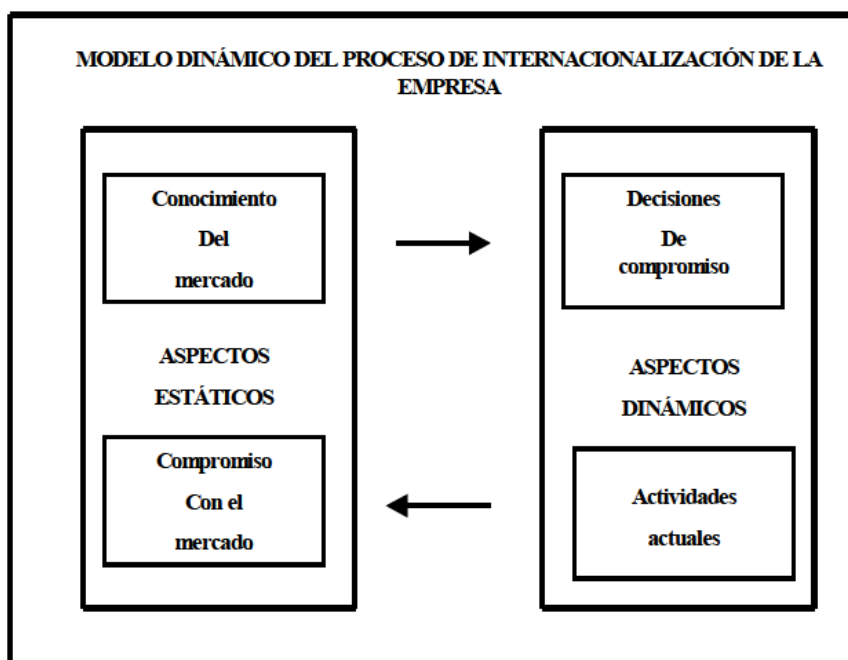 MODELO DINÁMICO DEL PROCESO DE INTERNACIONALIZACIÓN DE LA
EMPRESA
Conocimiento
Del
mercado
ASPECTOS
ESTÁTICOS
Compromiso
Con el
mercado
Decisiones
De
compromiso
ASPECTOS
DINÁMICOS
Actividades
actuales